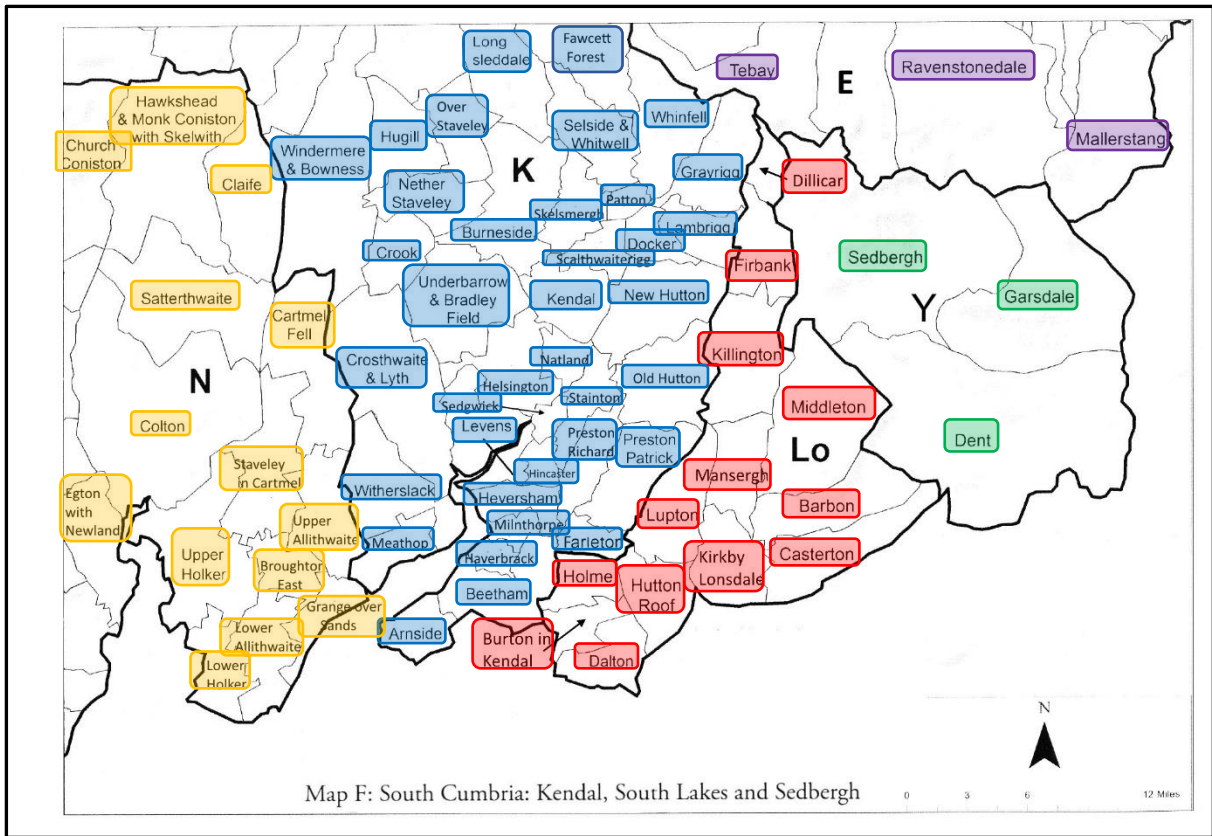 Long
sleddale
Fawcett
Forest
Tebay
E
Ravenstonedale
Mallerstang
Hawkshead
& Monk Coniston
with Skelwith
Church
Coniston
Claife
Windermere
& Bowness
Hugill
Over
Staveley
Selside &
Whitwell
Whinfell
K
Nether
Staveley
Grayrigg
Dillicar
Patton
Skelsmergh
Lambrigg
Burneside
Docker
Crook
Scalthwaiterigg
Firbank
Sedbergh
Y
Garsdale
Satterthwaite
Cartmel
Fell
Underbarrow
& Bradley
Field
Kendal
New Hutton
N
Crosthwaite
& Lyth
Natland
Killington
Helsington
Old Hutton
Sedgwick
Stainton
Middleton
Colton
Levens
Preston
Richard
Preston
Patrick
Lo
Dent
Staveley
in Cartmel
Hincaster
Mansergh
Egton
with
Newland
Witherslack
Heversham
Barbon
Upper
Allithwaite
Milnthorpe
Lupton
Meathop
Farleton
Upper
Holker
Broughton
East
Haverbrack
Kirkby
Lonsdale
Casterton
Holme
Hutton
Roof
Beetham
Grange over
Sands
Lower
Allithwaite
Arnside
Burton in
Kendal
Dalton
Lower
Holker
N
Map F: South Cumbria: Kendal, South Lakes and Sedbergh
0 3 6 12 Miles